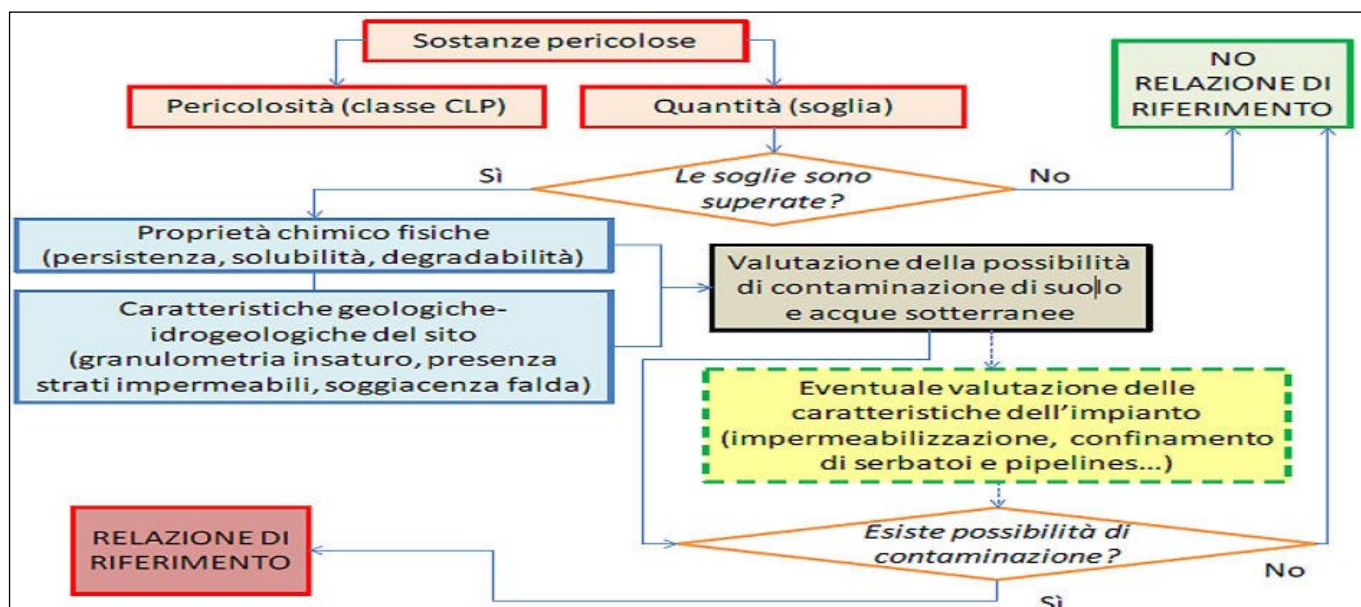 Sostanze pericolose
NO
RELAZIONE DI
RIFERIMENTO
Pericolosità (classe CLP)
Quantità (soglia)
Le soglie sono
superate?
Sì
No
Proprietà chimico fisiche
(persistenza, solubilità, degradabilità)
Caratteristiche geologiche-
idrogeologiche del sito
(granulometria insaturo, presenza
strati impermeabili, soggiacenza falda)
Valutazione della possibilità
di contaminazione di suolo
e acque sotterranee
Eventuale valutazione delle
caratteristiche dell'impianto
(impermeabilizzazione, confinamento
di serbatoi e pipelines...)
Esiste possibilità di
contaminazione?
No
Sì
RELAZIONE DI
RIFERIMENTO